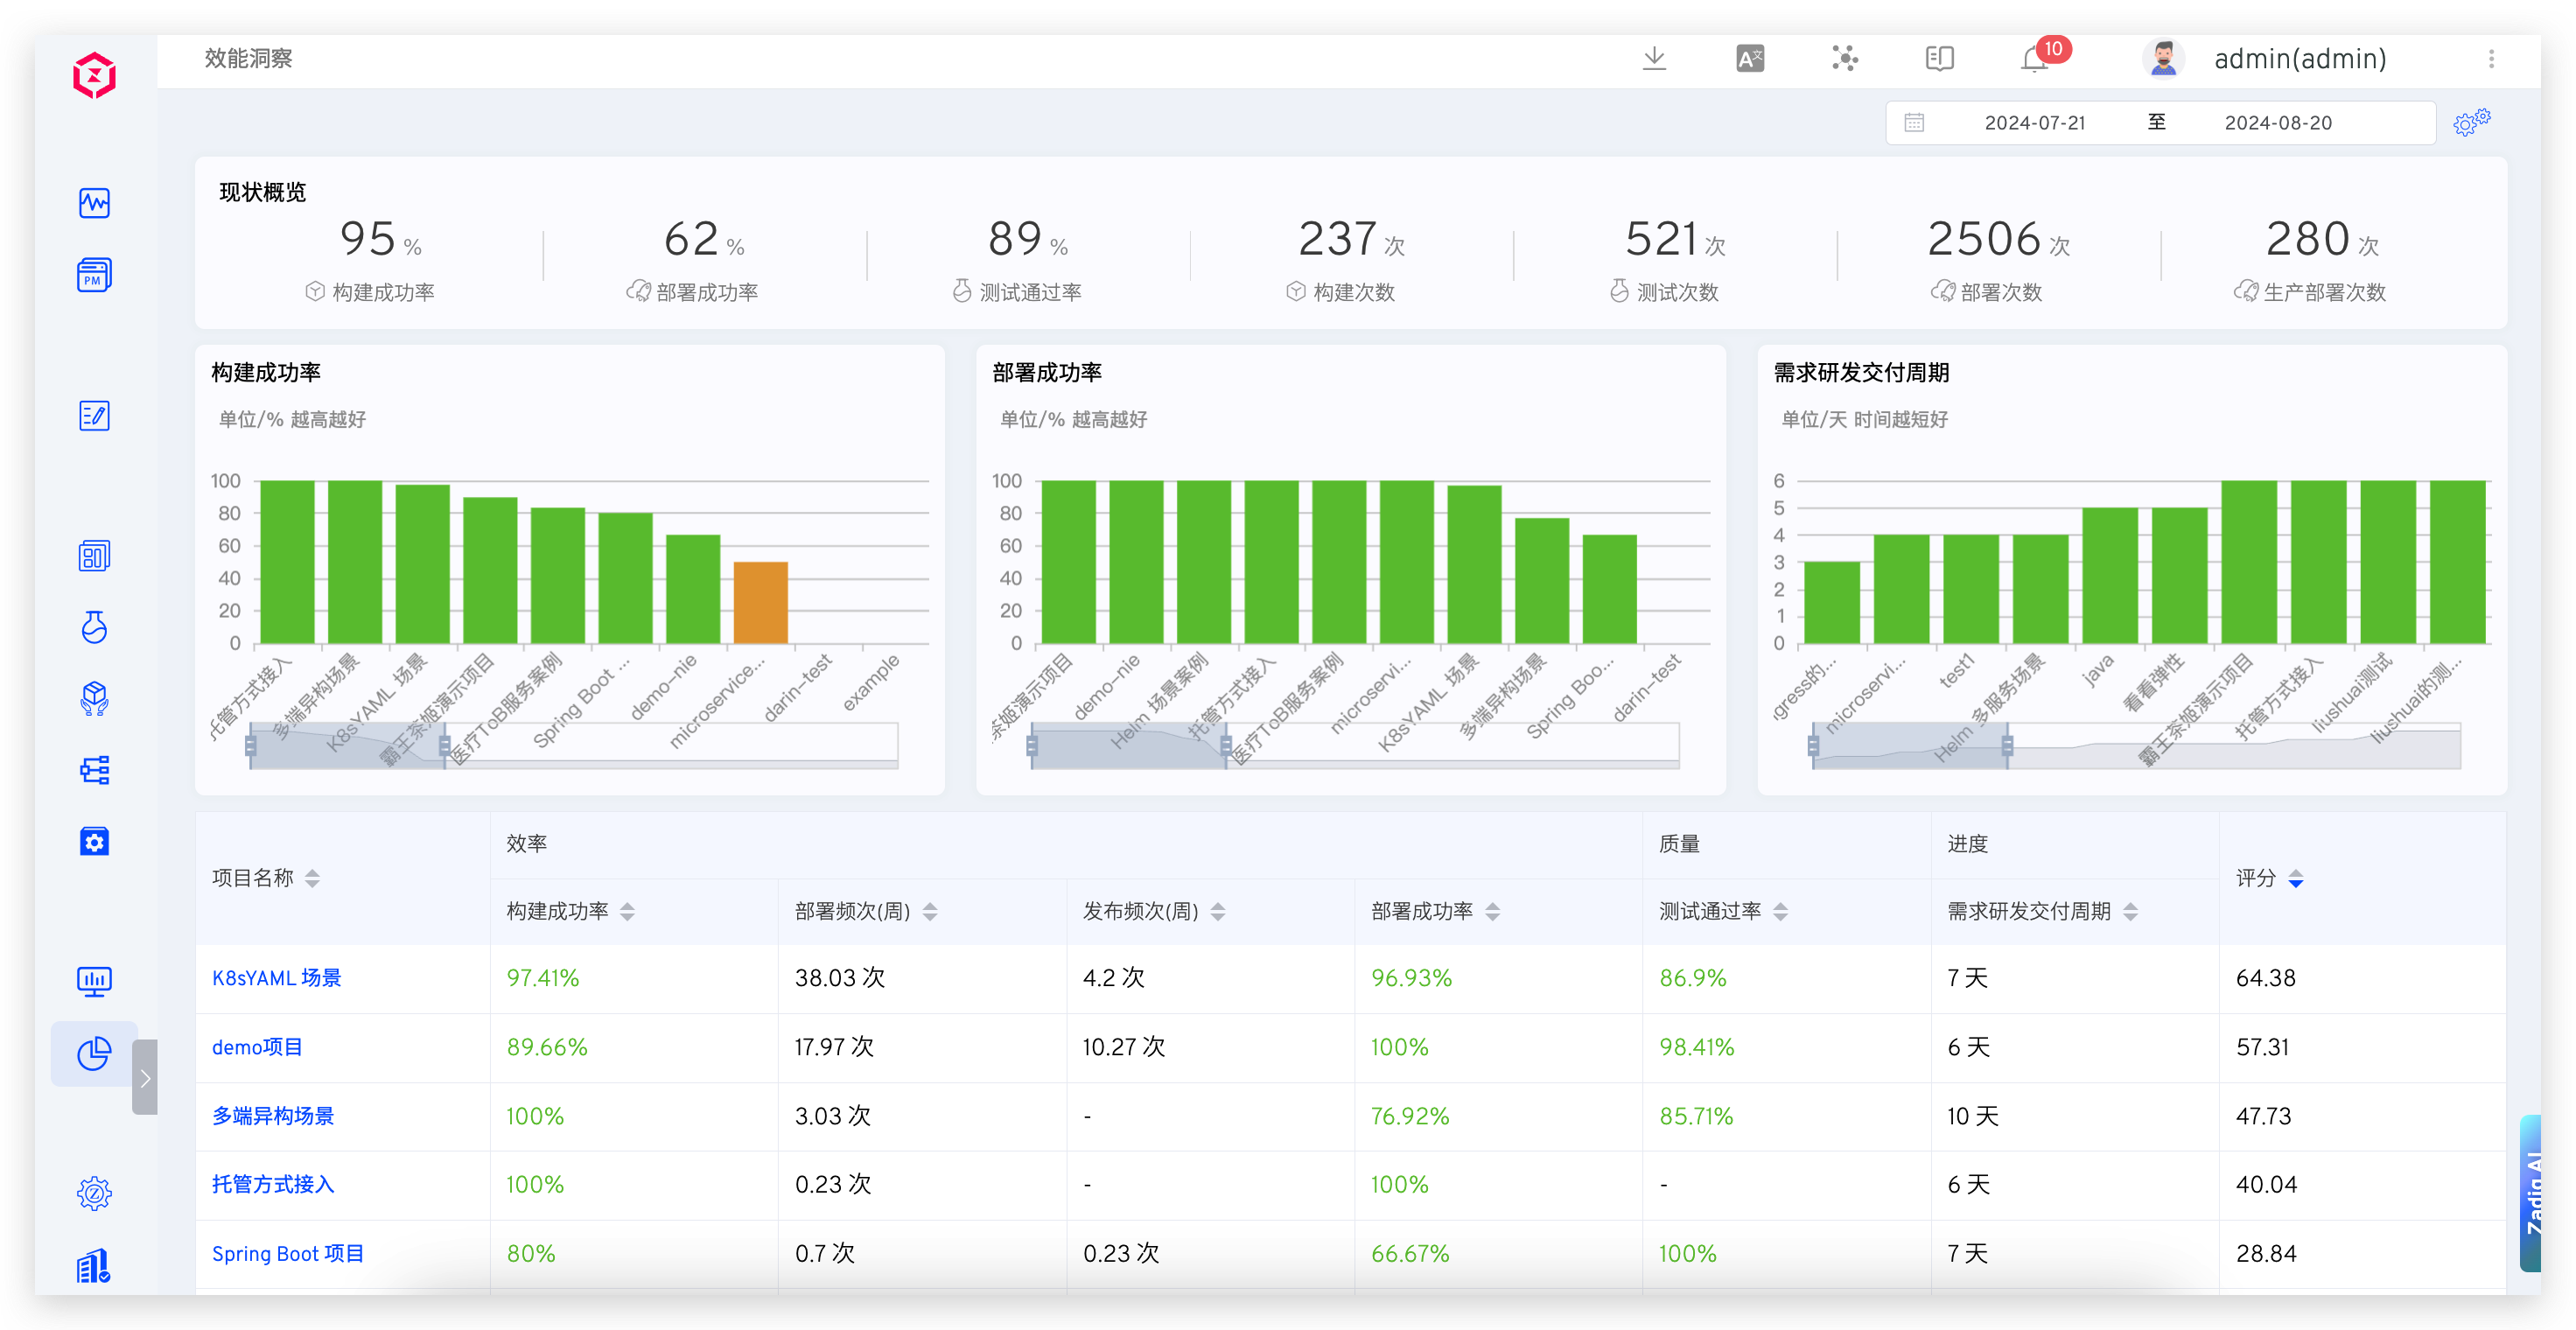 效能洞察
10
admin(admin)
2024-07-21 至 2024-08-20
现状概览
95 % 62 % 89 % 237 次 521 次 2506 次 280 次
构建成功率 部署成功率 测试通过率 构建次数 测试次数 部署次数 生产部署次数
构建成功率
单位/% 越高越好
100
80
60
40
20
0
托管方式接入 多端异构场景 K8sYAML 场景 霸王茶姬演示项目 医疗ToB服务案例 Spring Boot ... demo-nie microservice... darin-test example
部署成功率
单位/% 越高越好
100
80
60
40
20
0
茶姬演示项目 demo-nie Helm 场景案例 托管方式接入 医疗ToB服务案例 microservi... K8sYAML 场景 多端异构场景 Spring Boo... darin-test
需求研发交付周期
单位/天 时间越短好
6
5
4
3
2
1
0
gress的... microservi... test1 Helm 多服务场景 java 看看弹性 霸王茶姬演示项目 托管方式接入 liushuai测试 liushuai的测...
项目名称 效率 质量 进度 评分
构建成功率 部署频次(周) 发布频次(周) 部署成功率 测试通过率 需求研发交付周期
K8sYAML 场景 97.41% 38.03 次 4.2 次 96.93% 86.9% 7 天 64.38
demo项目 89.66% 17.97 次 10.27 次 100% 98.41% 6 天 57.31
多端异构场景 100% 3.03 次 - 76.92% 85.71% 10 天 47.73
托管方式接入 100% 0.23 次 - 100% - 6 天 40.04
Spring Boot 项目 80% 0.7 次 0.23 次 66.67% 100% 7 天 28.84
PM
Zadig AI